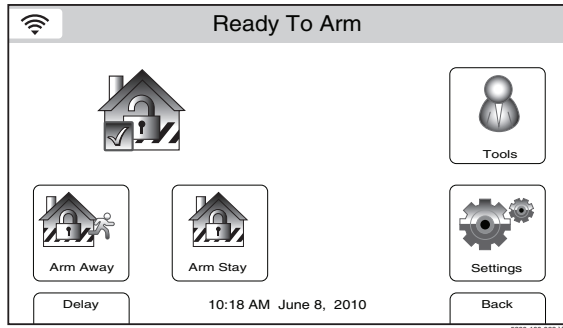 Ready To Arm
Tools
Arm Away
Arm Stay
Settings
Delay
10:18 AM June 8, 2010
Back